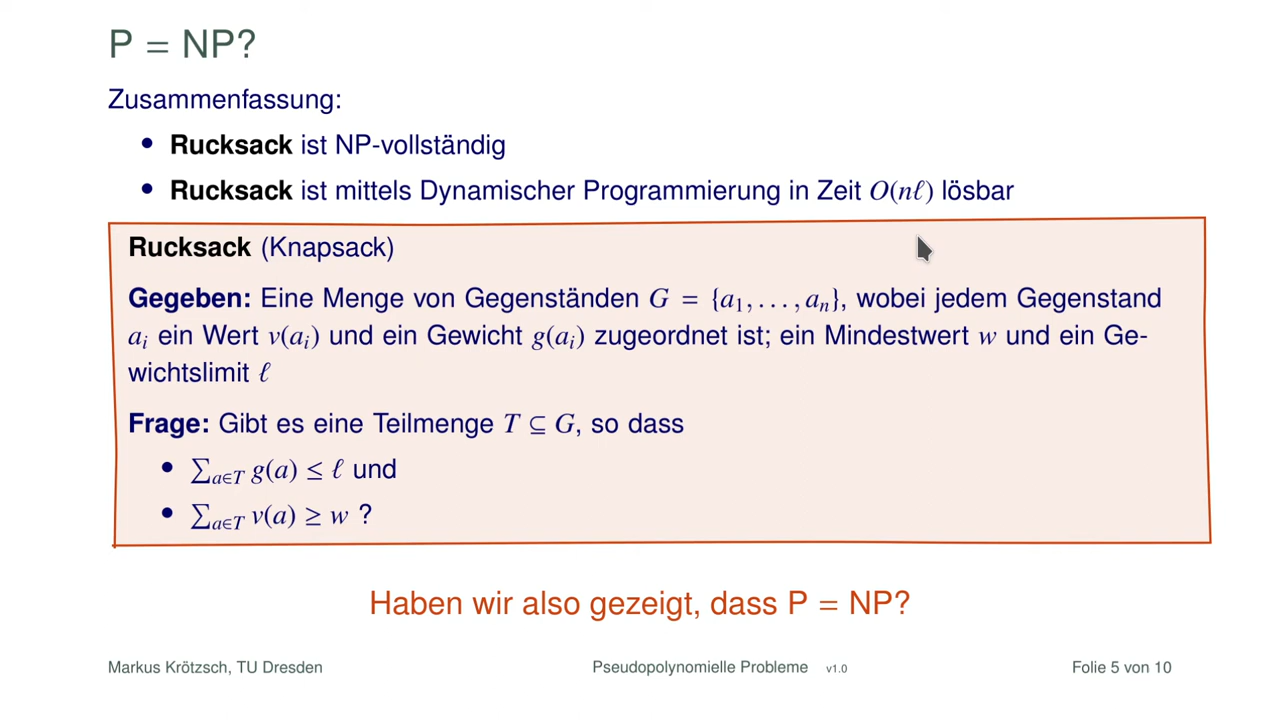 P = NP?
Zusammenfassung:
• Rucksack ist NP-vollständig
• Rucksack ist mittels Dynamischer Programmierung in Zeit O(nℓ) lösbar
Rucksack (Knapsack)
Gegeben: Eine Menge von Gegenständen G = {a₁, . . . , aₙ}, wobei jedem Gegenstand
aᵢ ein Wert v(aᵢ) und ein Gewicht g(aᵢ) zugeordnet ist; ein Mindestwert w und ein Ge-
wichtslimit ℓ
Frage: Gibt es eine Teilmenge T ⊆ G, so dass
• ∑a∈T g(a) ≤ ℓ und
• ∑a∈T v(a) ≥ w ?
Haben wir also gezeigt, dass P = NP?
Markus Krötzsch, TU Dresden Pseudopolynomielle Probleme v1.0 Folie 5 von 10